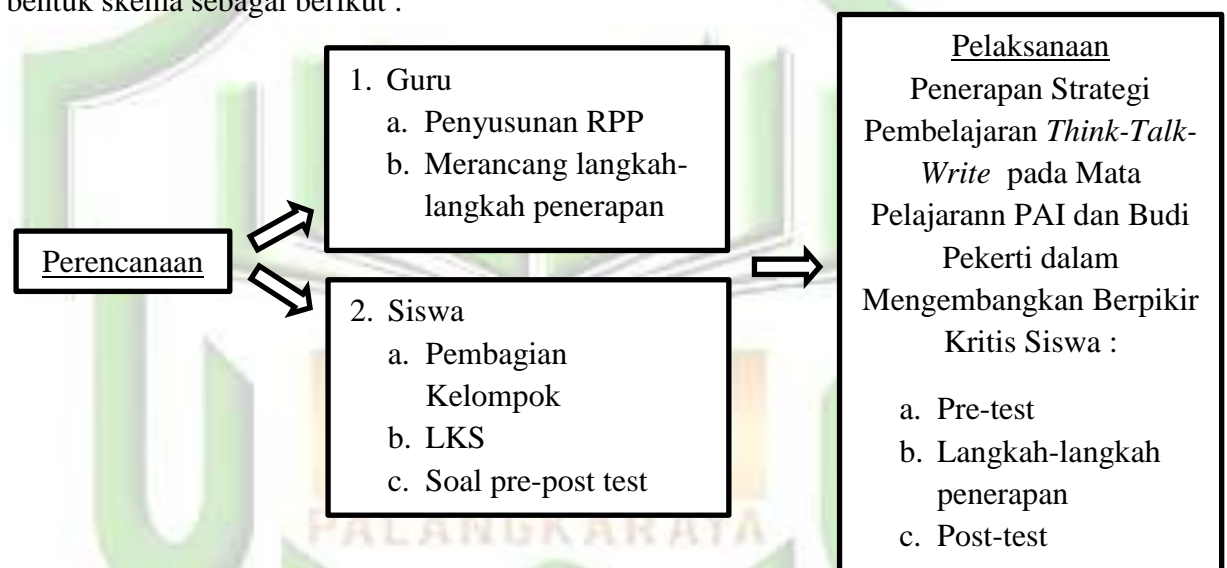 bentuk skema sebagai berikut :
Perencanaan
1. Guru
a. Penyusunan RPP
b. Merancang langkah-
langkah penerapan
2. Siswa
a. Pembagian
Kelompok
b. LKS
c. Soal pre-post test
Pelaksanaan
Penerapan Strategi
Pembelajaran Think-Talk-
Write pada Mata
Pelajarann PAI dan Budi
Pekerti dalam
Mengembangkan Berpikir
Kritis Siswa :
a. Pre-test
b. Langkah-langkah
penerapan
c. Post-test
PALANGKARAYA